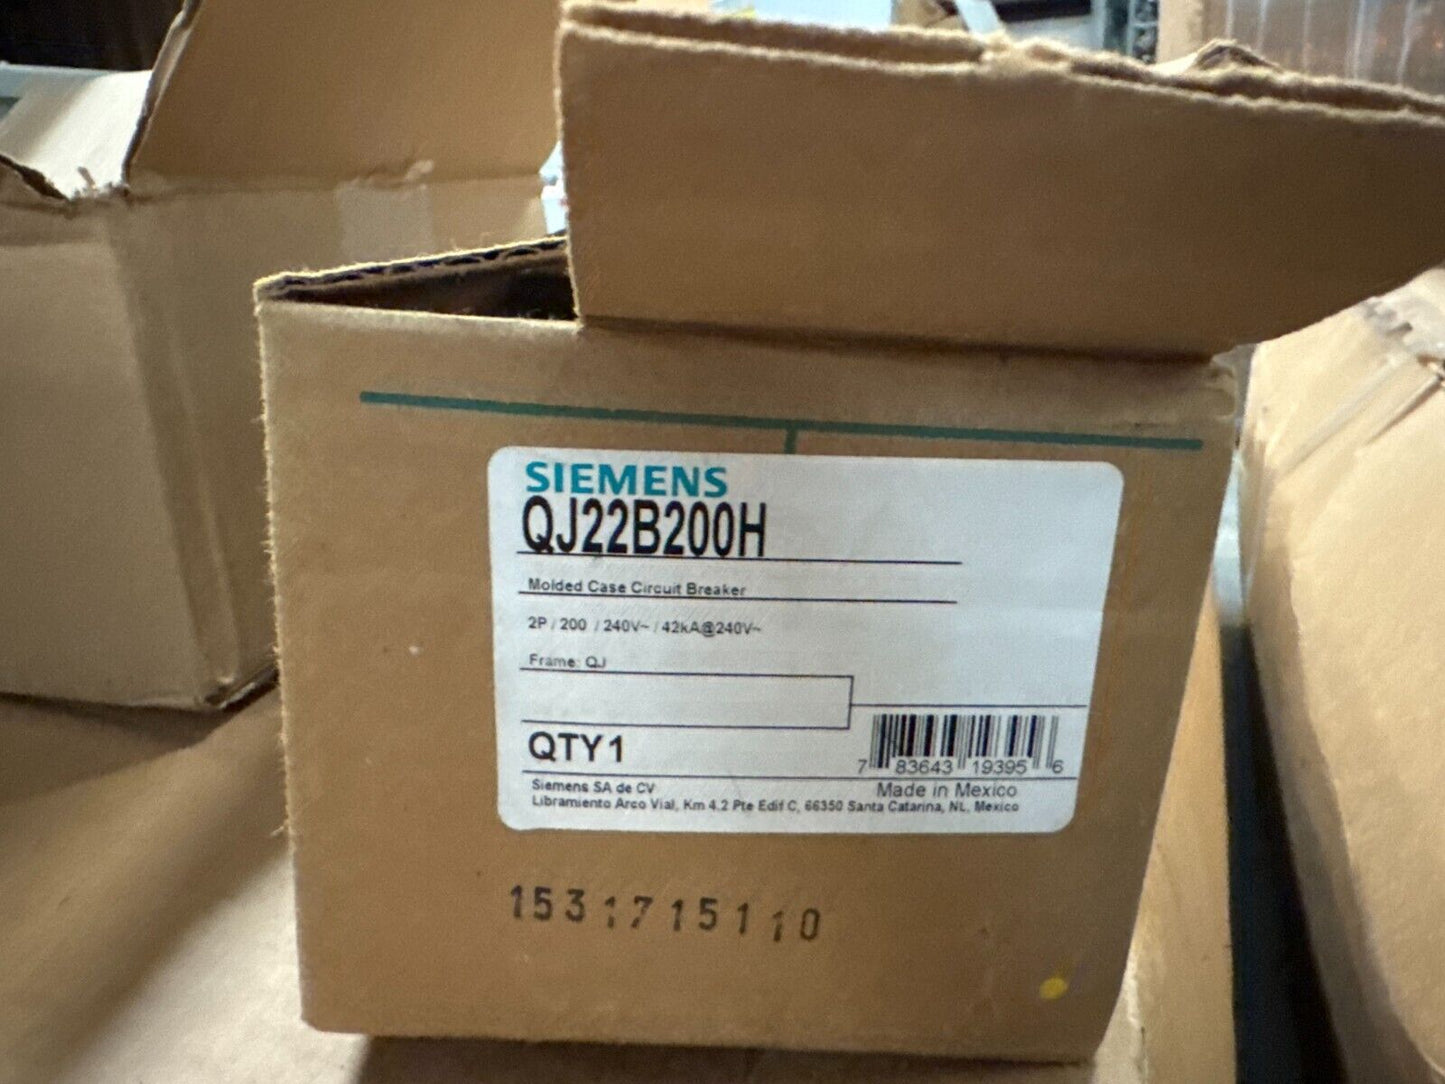 SIEMENS
QJ22B200H
Molded Case Circuit Breaker
2P / 200 / 240V~ / 42kA@240V~
Frame: QJ
QTY 1
7 83643 19395 6
Made in Mexico
Siemens SA de CV
Libramiento Arco Vial, Km 4.2 Pte Edif C, 66350 Santa Catarina, NL, Mexico
1531715110